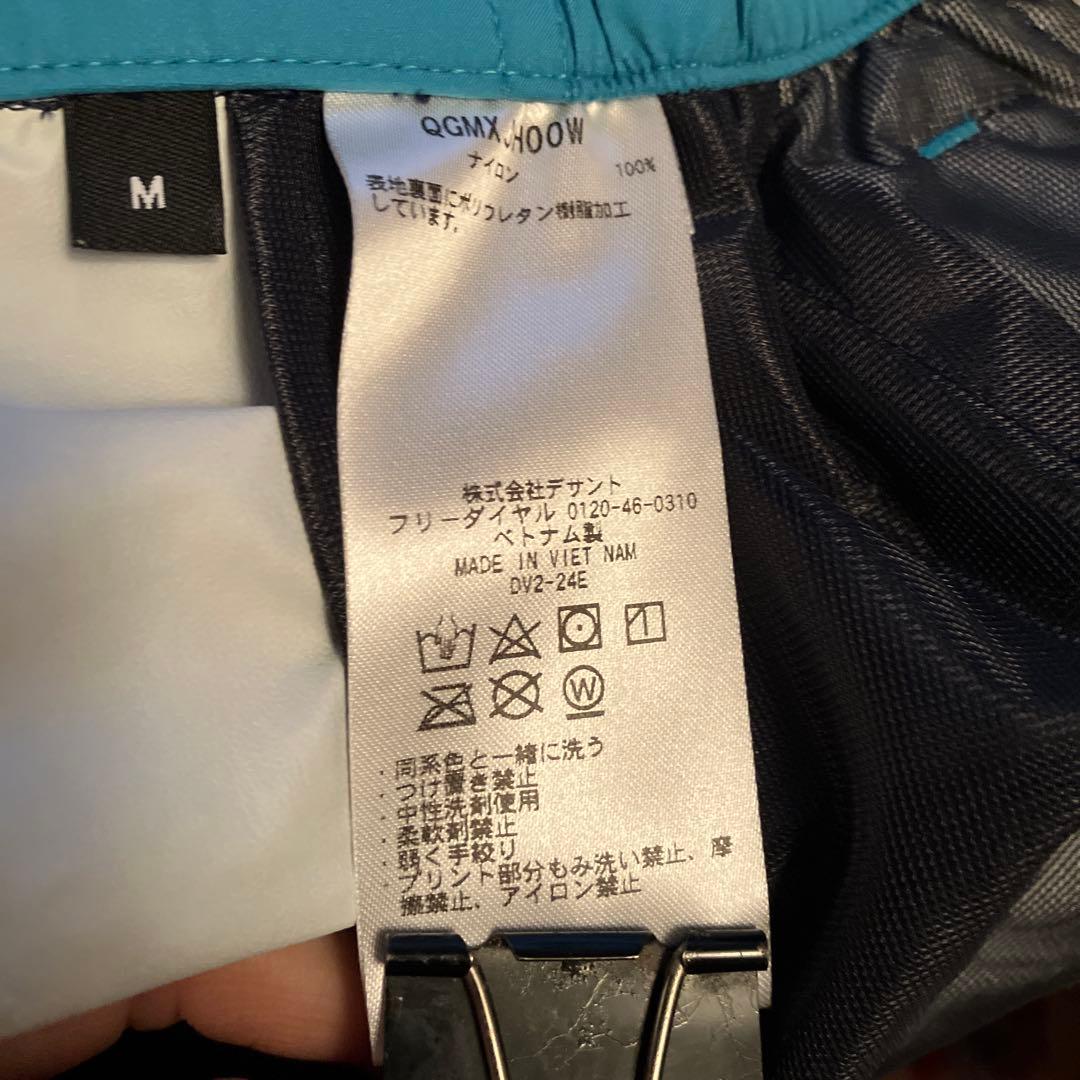 M
QGMXJH00W
ナイロン 100%
表地裏面にポリウレタン樹脂加工
しています。
株式会社デサント
フリーダイヤル 0120-46-0310
ベトナム製
MADE IN VIET NAM
DV2-24E
W
・同系色と一緒に洗う
・つけ置き禁止
・中性洗剤使用
・柔軟剤禁止
・弱く手絞り
・プリント部分もみ洗い禁止、摩
擦禁止、アイロン禁止